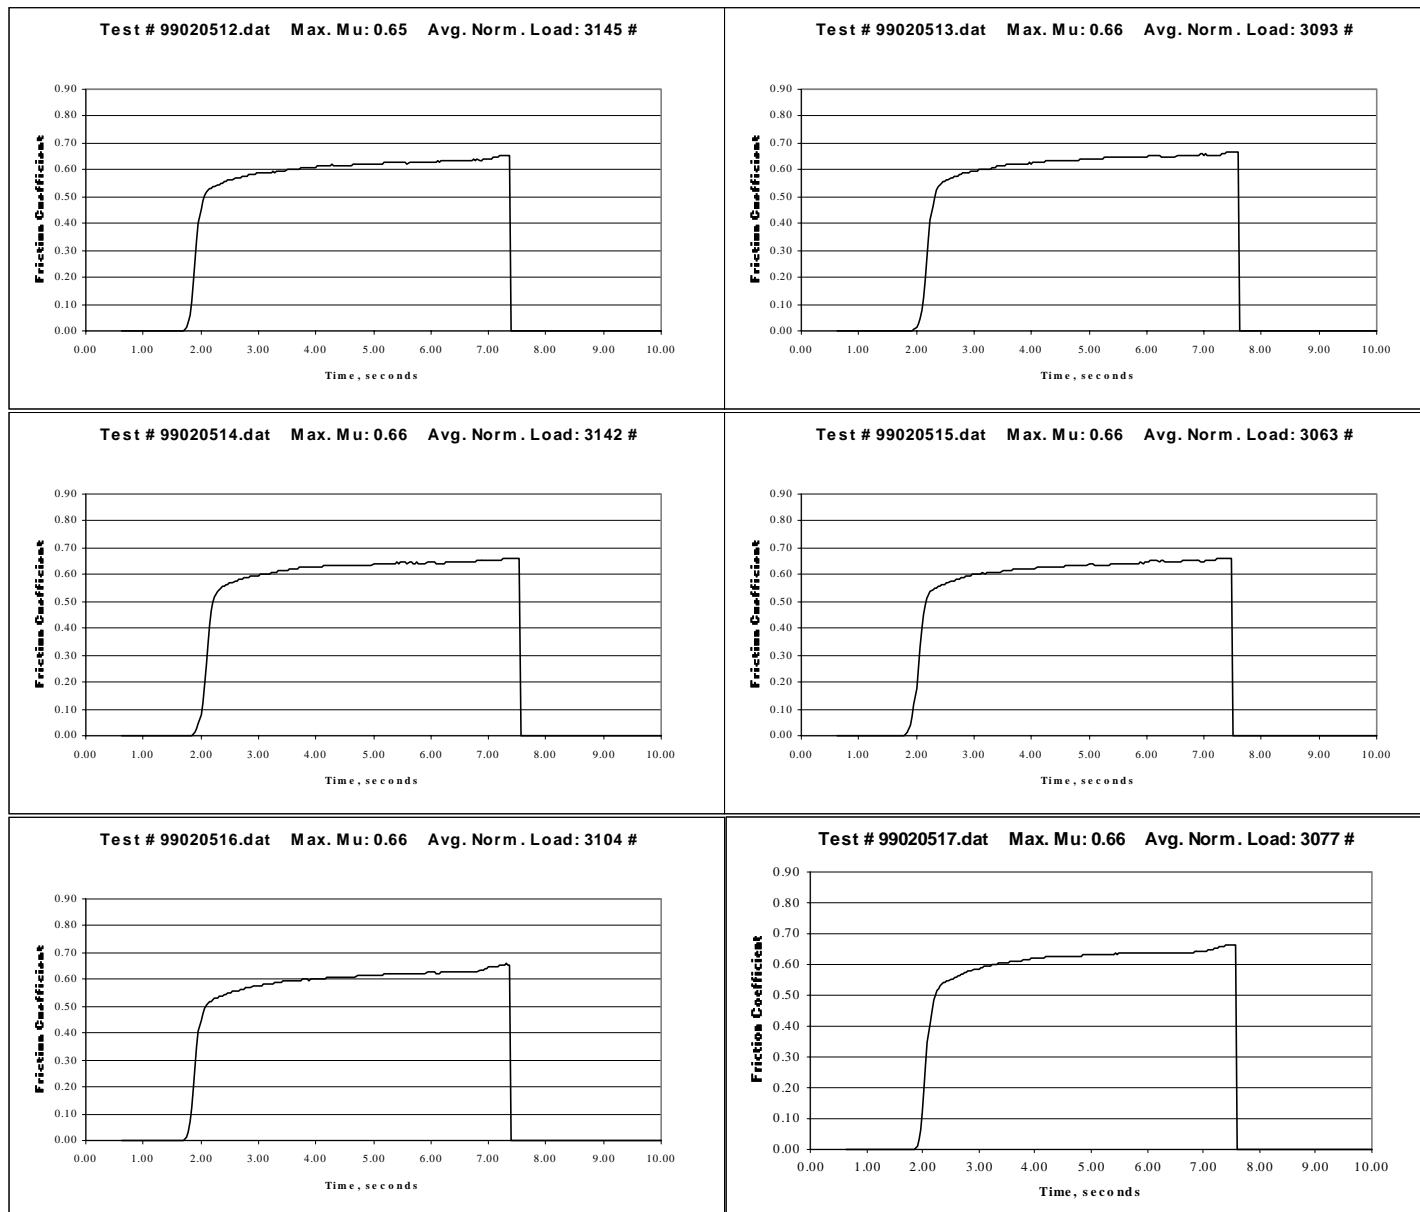 Test # 99020512.dat Max. Mu: 0.65 Avg. Norm. Load: 3145 #
0.90
0.80
0.70
0.60
0.50
0.40
0.30
0.20
0.10
0.00
Friction Coefficient
0.00 1.00 2.00 3.00 4.00 5.00 6.00 7.00 8.00 9.00 10.00
Time, seconds
Test # 99020513.dat Max. Mu: 0.66 Avg. Norm. Load: 3093 #
0.90
0.80
0.70
0.60
0.50
0.40
0.30
0.20
0.10
0.00
Friction Coefficient
0.00 1.00 2.00 3.00 4.00 5.00 6.00 7.00 8.00 9.00 10.00
Time, seconds
Test # 99020514.dat Max. Mu: 0.66 Avg. Norm. Load: 3142 #
0.90
0.80
0.70
0.60
0.50
0.40
0.30
0.20
0.10
0.00
Friction Coefficient
0.00 1.00 2.00 3.00 4.00 5.00 6.00 7.00 8.00 9.00 10.00
Time, seconds
Test # 99020515.dat Max. Mu: 0.66 Avg. Norm. Load: 3063 #
0.90
0.80
0.70
0.60
0.50
0.40
0.30
0.20
0.10
0.00
Friction Coefficient
0.00 1.00 2.00 3.00 4.00 5.00 6.00 7.00 8.00 9.00 10.00
Time, seconds
Test # 99020516.dat Max. Mu: 0.66 Avg. Norm. Load: 3104 #
0.90
0.80
0.70
0.60
0.50
0.40
0.30
0.20
0.10
0.00
Friction Coefficient
0.00 1.00 2.00 3.00 4.00 5.00 6.00 7.00 8.00 9.00 10.00
Time, seconds
Test # 99020517.dat Max. Mu: 0.66 Avg. Norm. Load: 3077 #
0.90
0.80
0.70
0.60
0.50
0.40
0.30
0.20
0.10
0.00
Friction Coefficient
0.00 1.00 2.00 3.00 4.00 5.00 6.00 7.00 8.00 9.00 10.00
Time, seconds